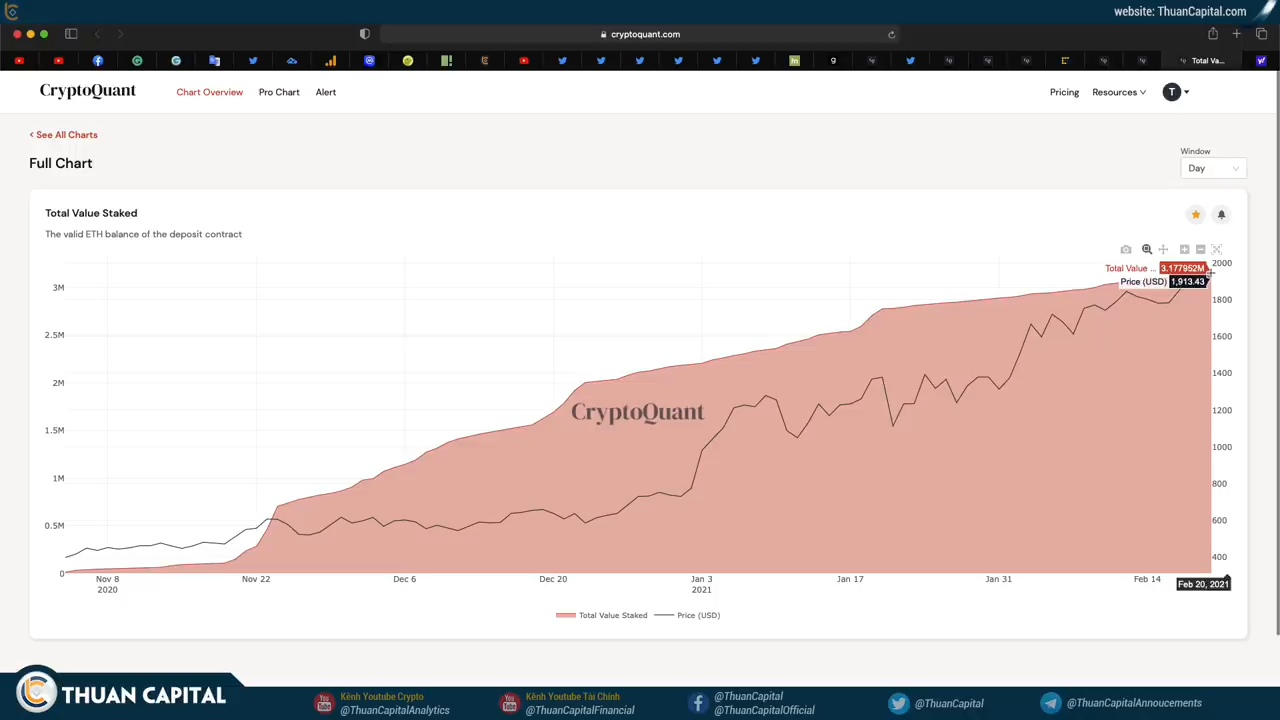 website: ThuanCapital.com
cryptoquant.com
Total Va...
CryptoQuant
Chart Overview
Pro Chart
Alert
Pricing
Resources
T
< See All Charts
Full Chart
Window
Day
Total Value Staked
The valid ETH balance of the deposit contract
Total Value ... 3.177952M
Price (USD) 1,913.43
3M
2.5M
2M
1.5M
1M
0.5M
0
2000
1800
1600
1400
1200
1000
800
600
400
CryptoQuant
Nov 8
2020
Nov 22
Dec 6
Dec 20
Jan 3
2021
Jan 17
Jan 31
Feb 14
Feb 20, 2021
Total Value Staked
Price (USD)
THUAN CAPITAL
Kênh Youtube Crypto
@ThuanCapitalAnalytics
Kênh Youtube Tài Chính
@ThuanCapitalFinancial
@ThuanCapital
@ThuanCapitalOfficial
@ThuanCapital
@ThuanCapitalAnnoucements